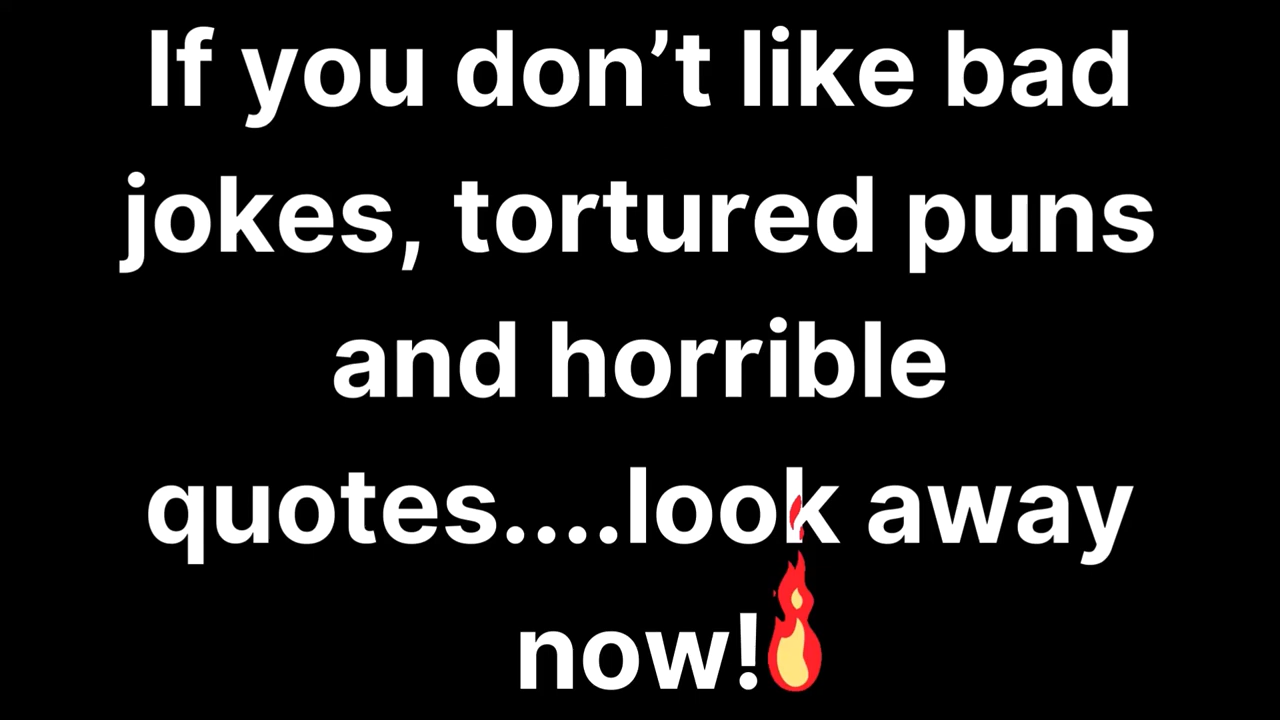 If you don’t like bad
jokes, tortured puns
and horrible
quotes....look away
now!